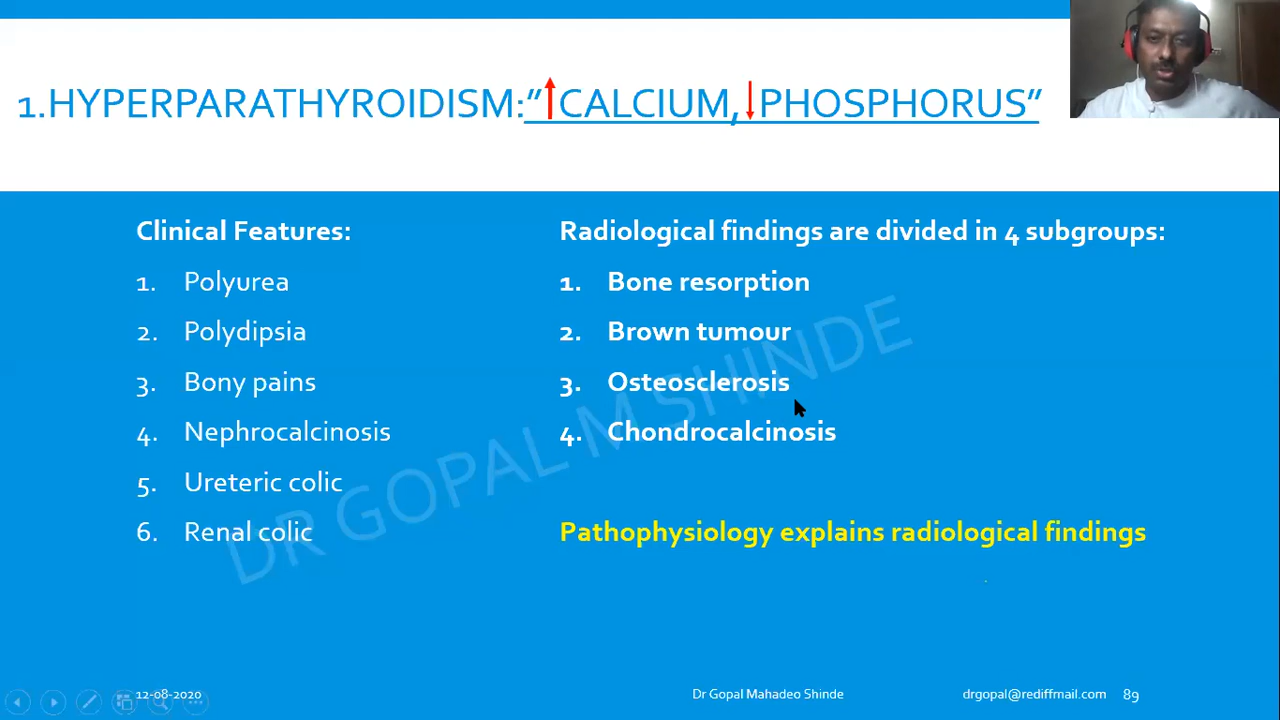 1.HYPERPARATHYROIDISM:"↑CALCIUM,↓PHOSPHORUS"
Clinical Features:
1. Polyurea
2. Polydipsia
3. Bony pains
4. Nephrocalcinosis
5. Ureteric colic
6. Renal colic
Radiological findings are divided in 4 subgroups:
1. Bone resorption
2. Brown tumour
3. Osteosclerosis
4. Chondrocalcinosis
Pathophysiology explains radiological findings
DR GOPAL M SHINDE
12-08-2020
Dr Gopal Mahadeo Shinde
drgopal@rediffmail.com
89